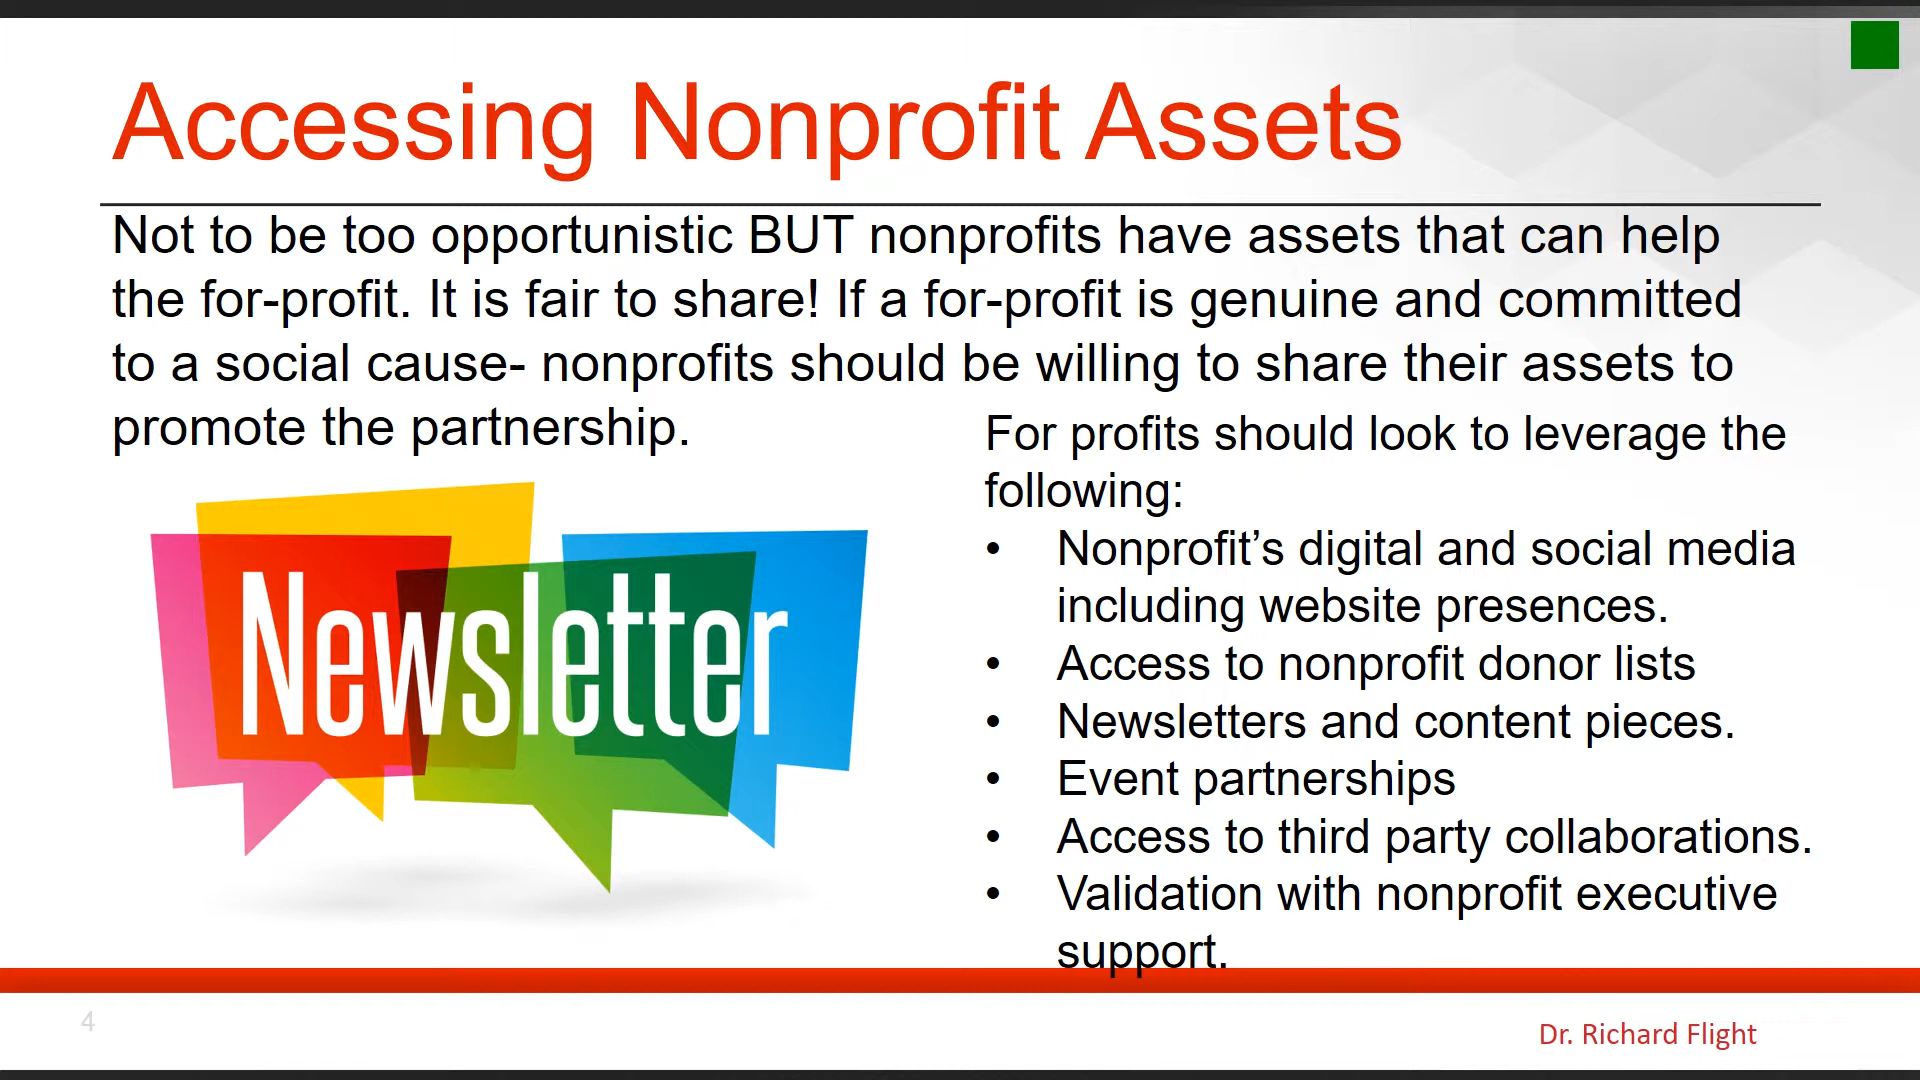 Accessing Nonprofit Assets
Not to be too opportunistic BUT nonprofits have assets that can help
the for-profit. It is fair to share! If a for-profit is genuine and committed
to a social cause- nonprofits should be willing to share their assets to
promote the partnership.
Newsletter
For profits should look to leverage the
following:
• Nonprofit’s digital and social media
including website presences.
• Access to nonprofit donor lists
• Newsletters and content pieces.
• Event partnerships
• Access to third party collaborations.
• Validation with nonprofit executive
support.
4
Dr. Richard Flight